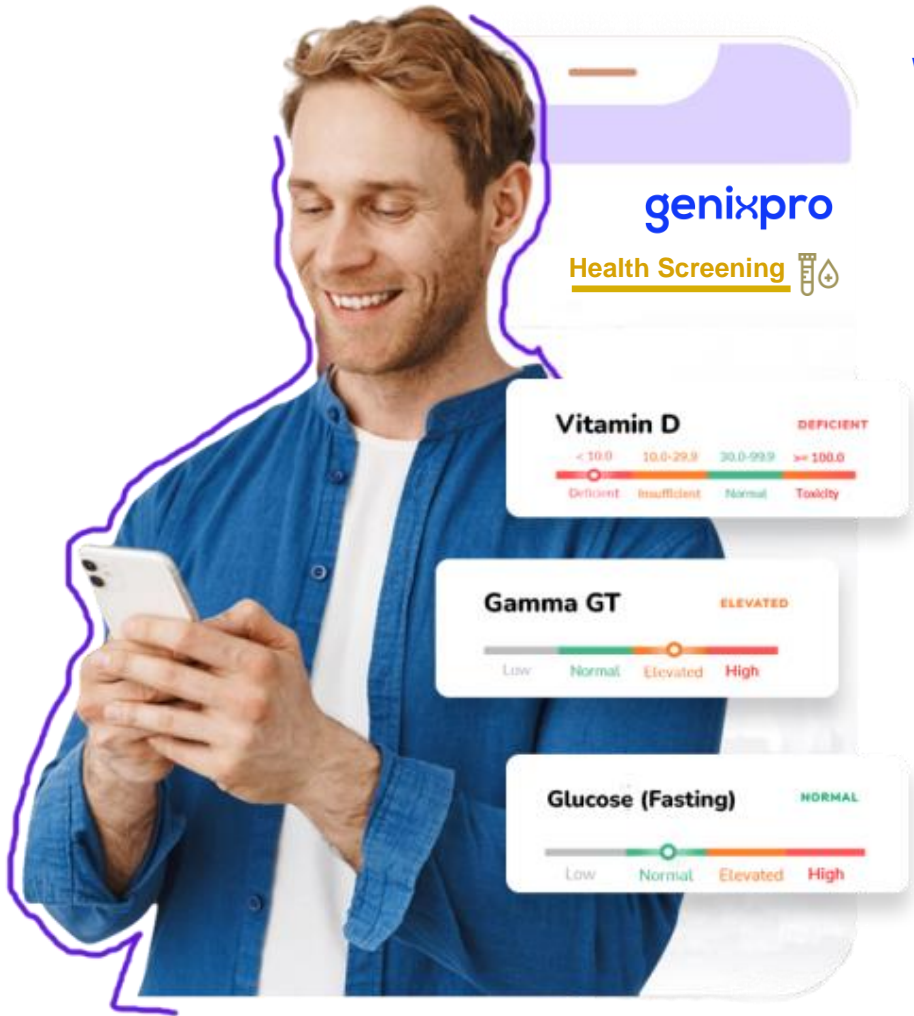 genixpro
Health Screening
Vitamin D DEFICIENT
< 10.0 10.0-29.9 30.0-99.9 >= 100.0
Deficient Insufficient Normal Toxicity
Gamma GT ELEVATED
Low Normal Elevated High
Glucose (Fasting) NORMAL
Low Normal Elevated High